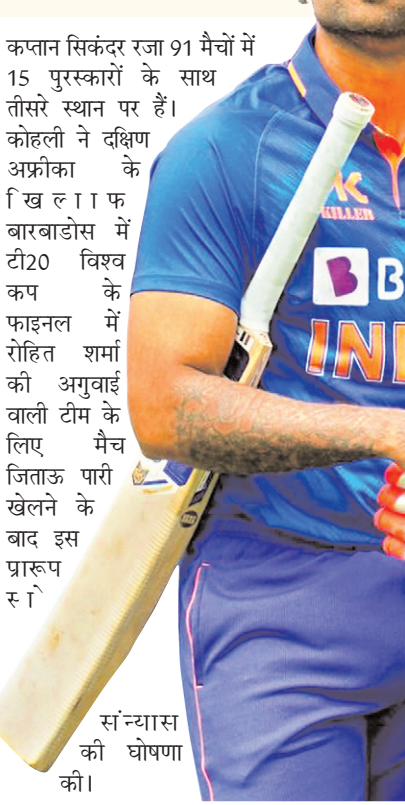 कप्तान सिकंदर रजा 91 मैचों में
15 पुरस्कारों के साथ
तीसरे स्थान पर हैं।
कोहली ने दक्षिण
अफ्रीका के
खिलाफ
बारबाडोस में
टी20 विश्व
कप के
फाइनल में
रोहित शर्मा
की अगुवाई
वाली टीम के
लिए मैच
जिताऊ पारी
खेलने के
बाद इस
प्रारूप
से
संन्यास
की घोषणा
की।
KILLER
B
IN